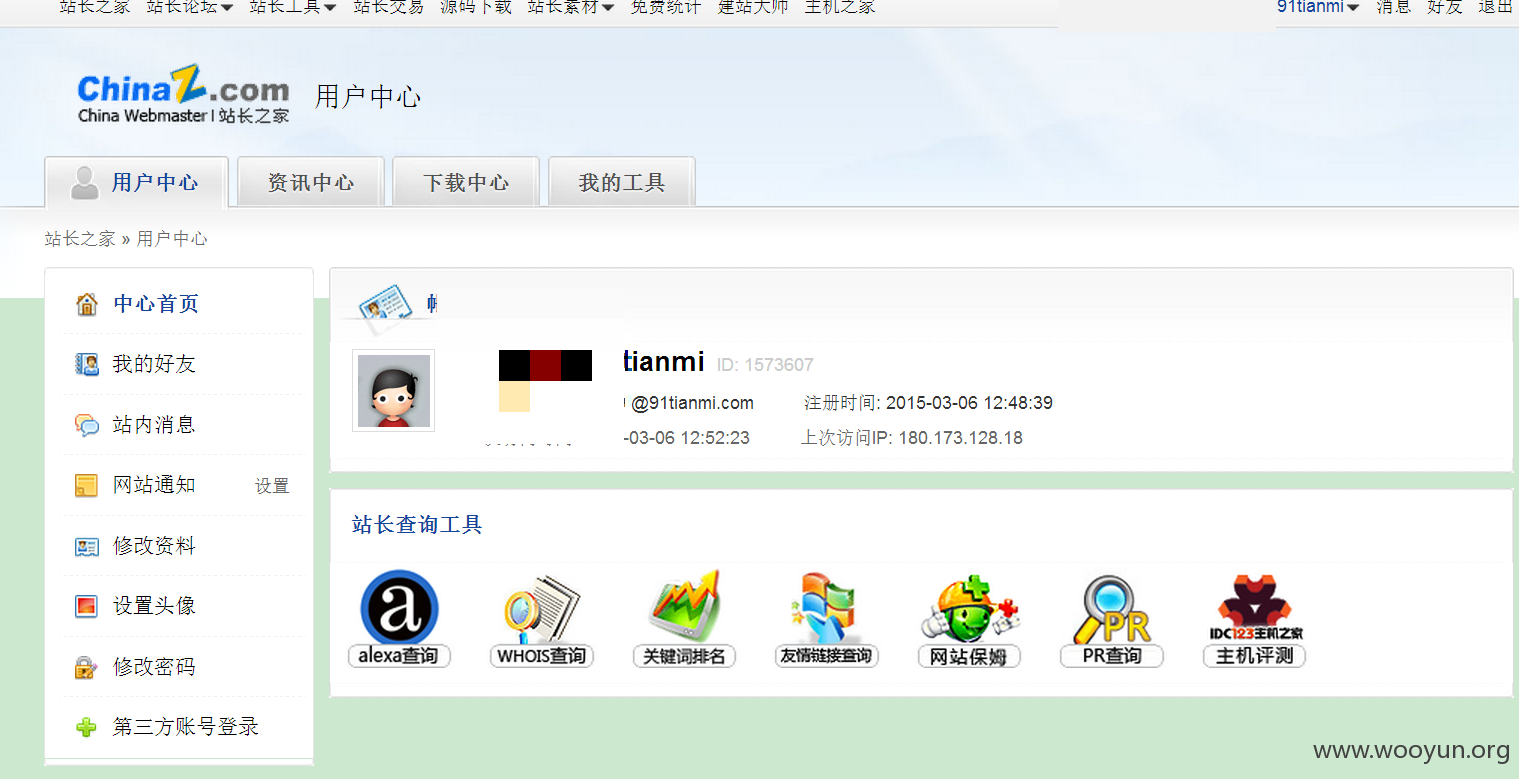 站长之家 站长论坛 站长工具 站长交易 源码下载 站长素材 免费统计 建站大师 主机之家 91tianmi 消息 好友 退出
ChinaZ.com 用户中心
China Webmaster | 站长之家
用户中心 资讯中心 下载中心 我的工具
站长之家 » 用户中心
中心首页
我的好友
站内消息
网站通知 设置
修改资料
设置头像
修改密码
第三方账号登录
tianmi ID: 1573607
@91tianmi.com 注册时间: 2015-03-06 12:48:39
-03-06 12:52:23 上次访问IP: 180.173.128.18
站长查询工具
a
PR
IDC123主机之家
alexa查询 WHOIS查询 关键词排名 友情链接查询 网站保姆 PR查询 主机评测
www.wooyun.org